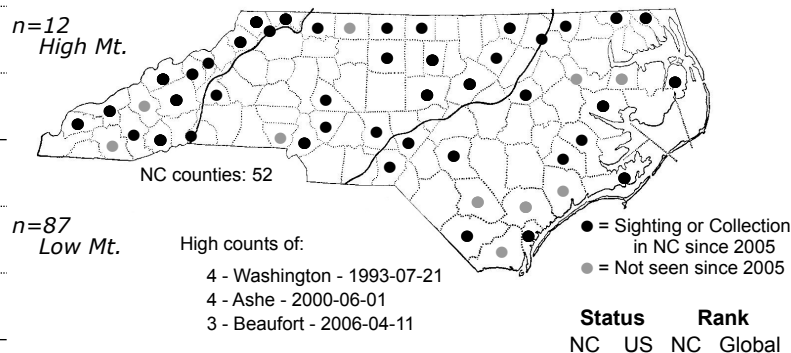 n=12
High Mt.
NC counties: 52
n=87
Low Mt.
High counts of:
4 - Washington - 1993-07-21
4 - Ashe - 2000-06-01
3 - Beaufort - 2006-04-11
= Sighting or Collection
in NC since 2005
= Not seen since 2005
Status Rank
NC US NC Global